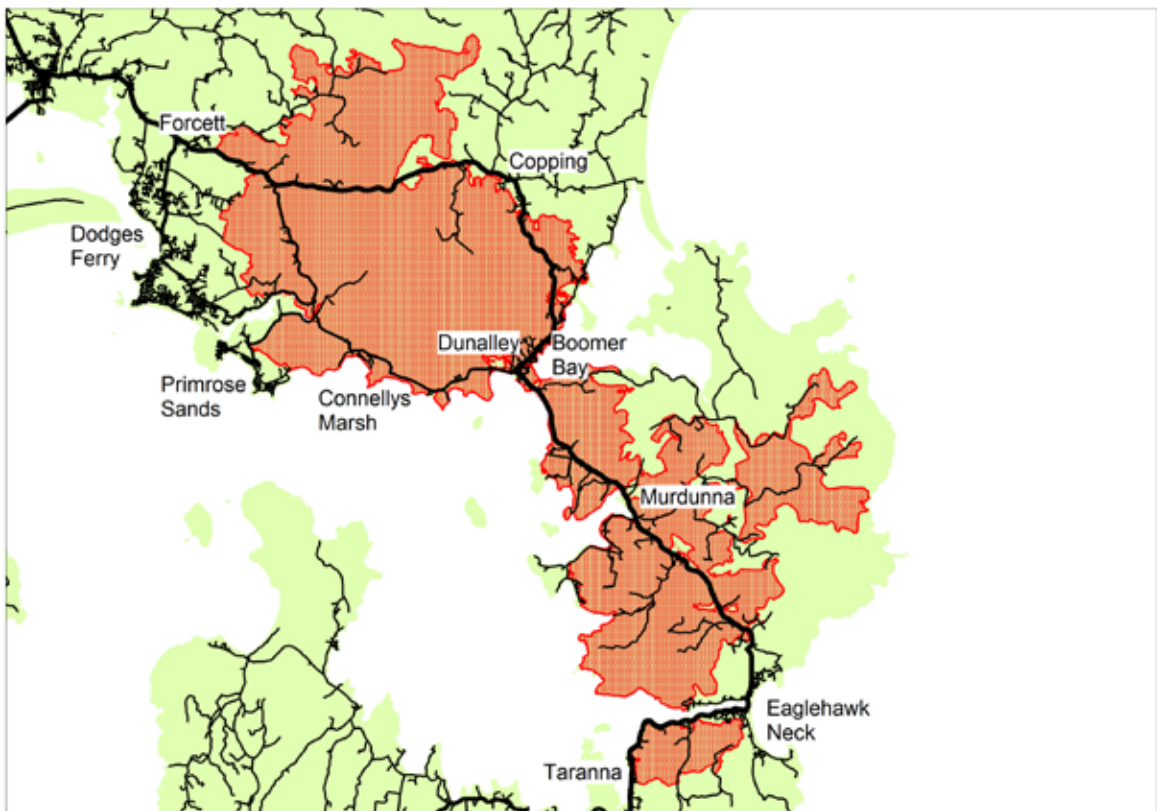 Forcett
Copping
Dodges
Ferry
Dunalley
Boomer
Bay
Primrose
Sands
Connellys
Marsh
Murdunna
Eaglehawk
Neck
Taranna